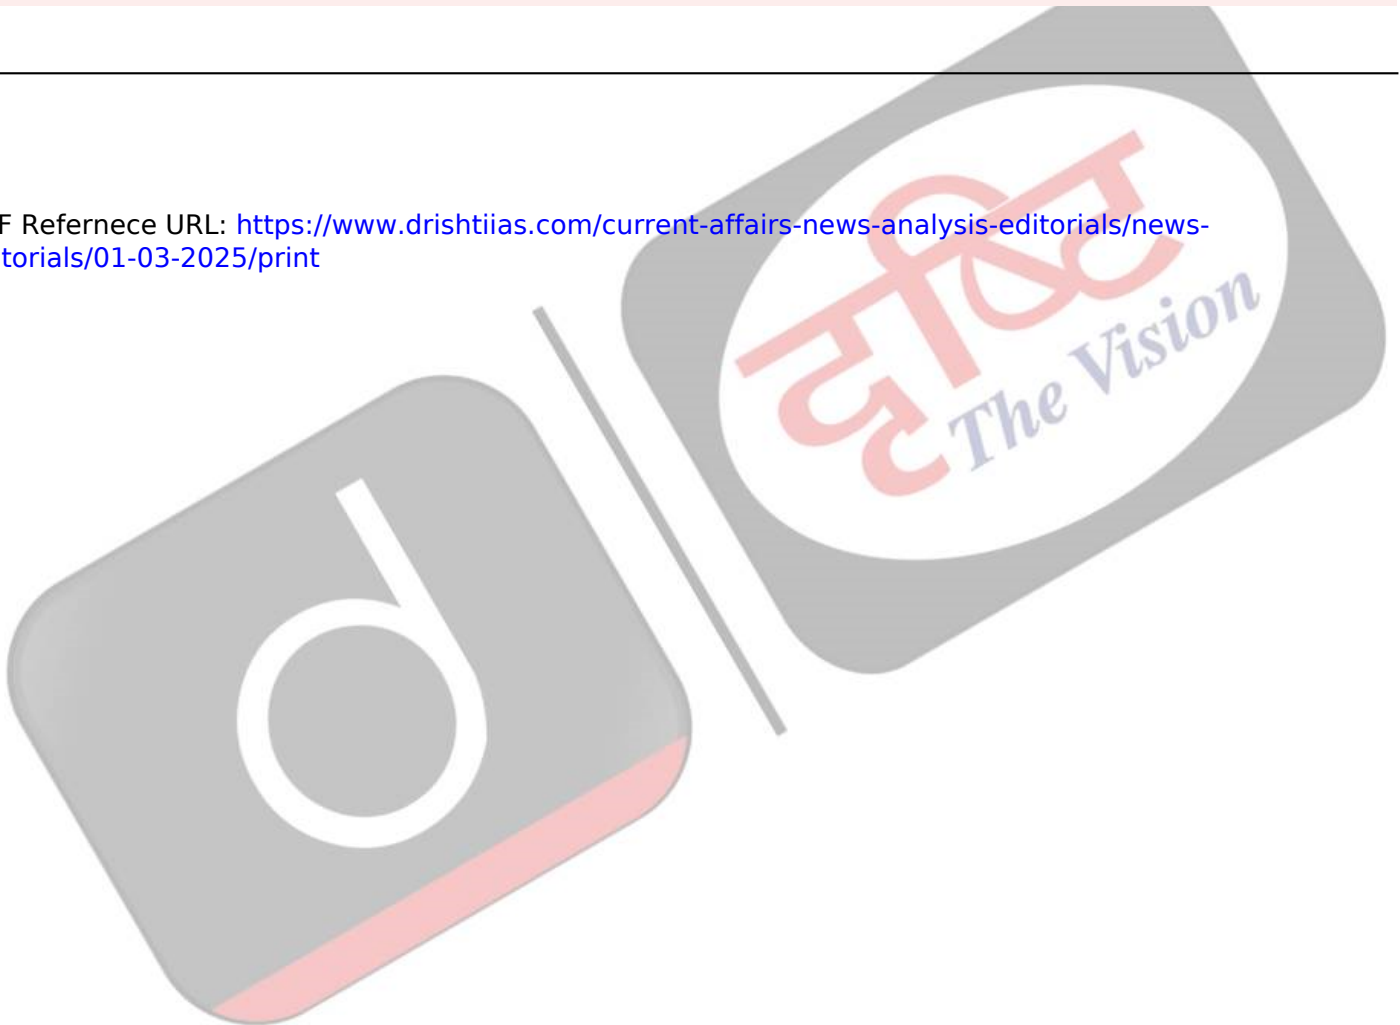 F Refernece URL: https://www.drishtiias.com/current-affairs-news-analysis-editorials/news-
torials/01-03-2025/print
दृष्टि
The Vision
d